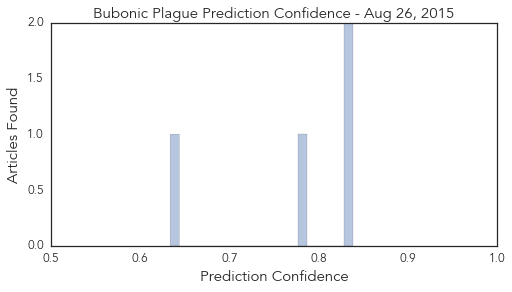 Bubonic Plague Prediction Confidence - Aug 26, 2015
2.0
1.5
1.0
0.5
0.0
Articles Found
0.5 0.6 0.7 0.8 0.9 1.0
Prediction Confidence